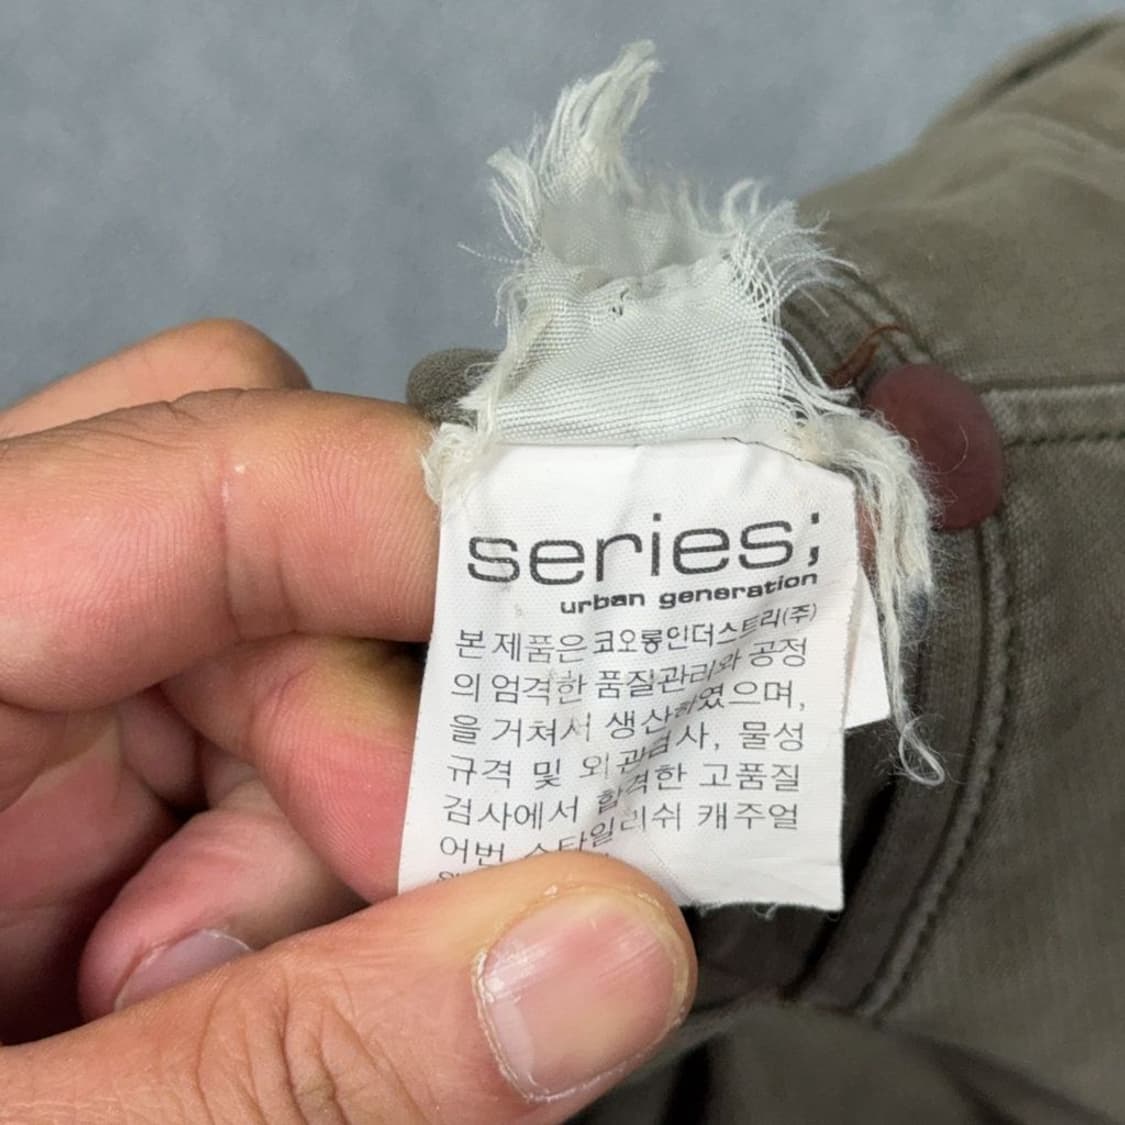 series;
urban generation
본 제품은 코오롱인더스트리(주)
의 엄격한 품질관리와 공정
을 거쳐서 생산하였으며,
규격 및 외관검사, 물성
검사에서 합격한 고품질
어번 스타일리쉬 캐주얼